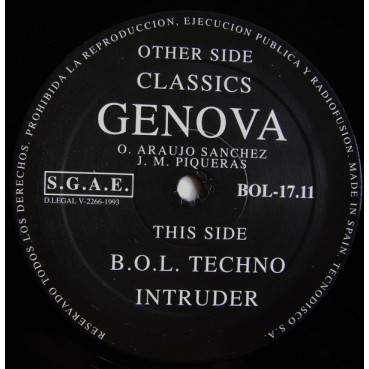 OTHER SIDE
CLASSICS
GENOVA
O. ARAUJO SANCHEZ
J. M. PIQUERAS
S.G.A.E.
D.LEGAL V-2266-1993
BOL-17.11
THIS SIDE
B.O.L. TECHNO
INTRUDER
RESERVADO TODOS LOS DERECHOS. PROHIBIDA LA REPRODUCCION, EJECUCION PUBLICA Y RADIOFUSION. MADE IN SPAIN. TECNODISCO S.A.